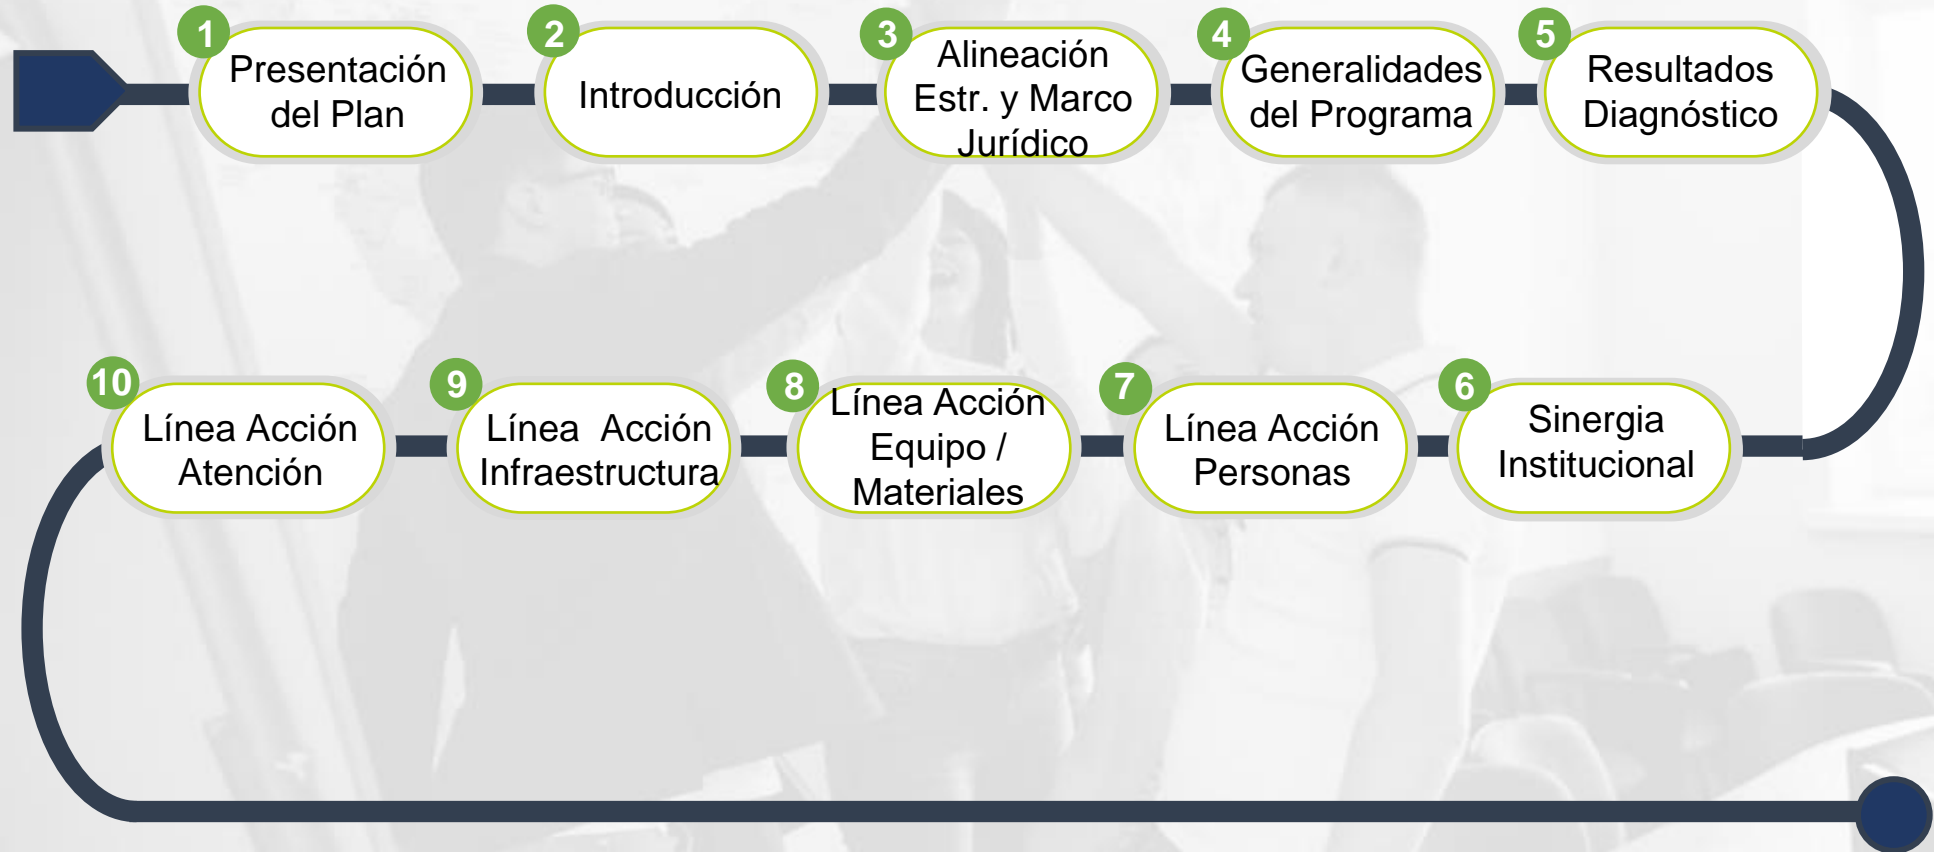 1
Presentación
del Plan
2
Introducción
3
Alineación
Estr. y Marco
Jurídico
4
Generalidades
del Programa
5
Resultados
Diagnóstico
6
Sinergia
Institucional
7
Línea Acción
Personas
8
Línea Acción
Equipo /
Materiales
9
Línea  Acción
Infraestructura
10
Línea Acción
Atención